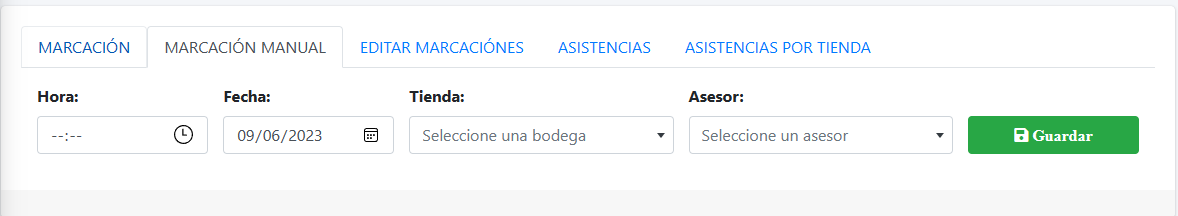 MARCACIÓN MARCACIÓN MANUAL EDITAR MARCACIÓNES ASISTENCIAS ASISTENCIAS POR TIENDA
Hora: Fecha: Tienda: Asesor:
--:-- 09/06/2023 Seleccione una bodega Seleccione un asesor Guardar